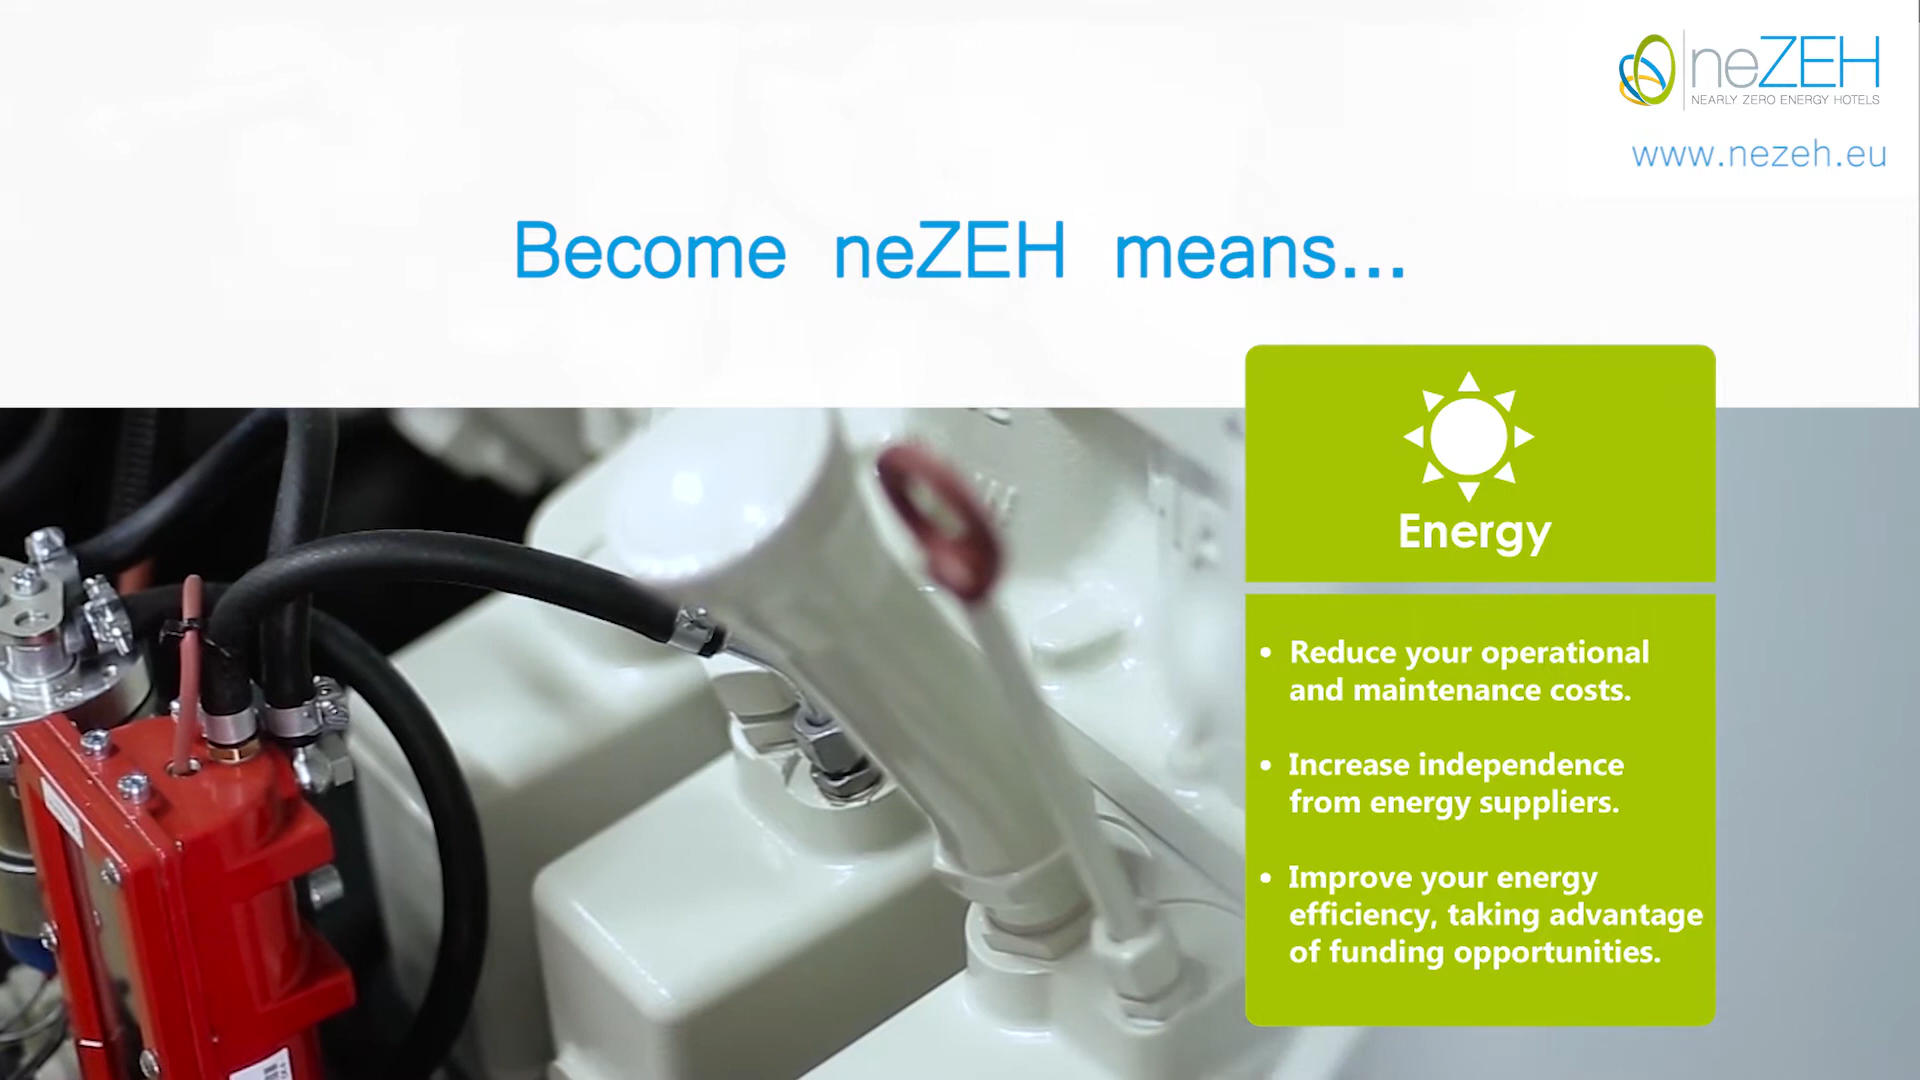 neZEH
NEARLY ZERO ENERGY HOTELS
www.nezeh.eu
Become neZEH means...
Energy
• Reduce your operational
and maintenance costs.
• Increase independence
from energy suppliers.
• Improve your energy
efficiency, taking advantage
of funding opportunities.